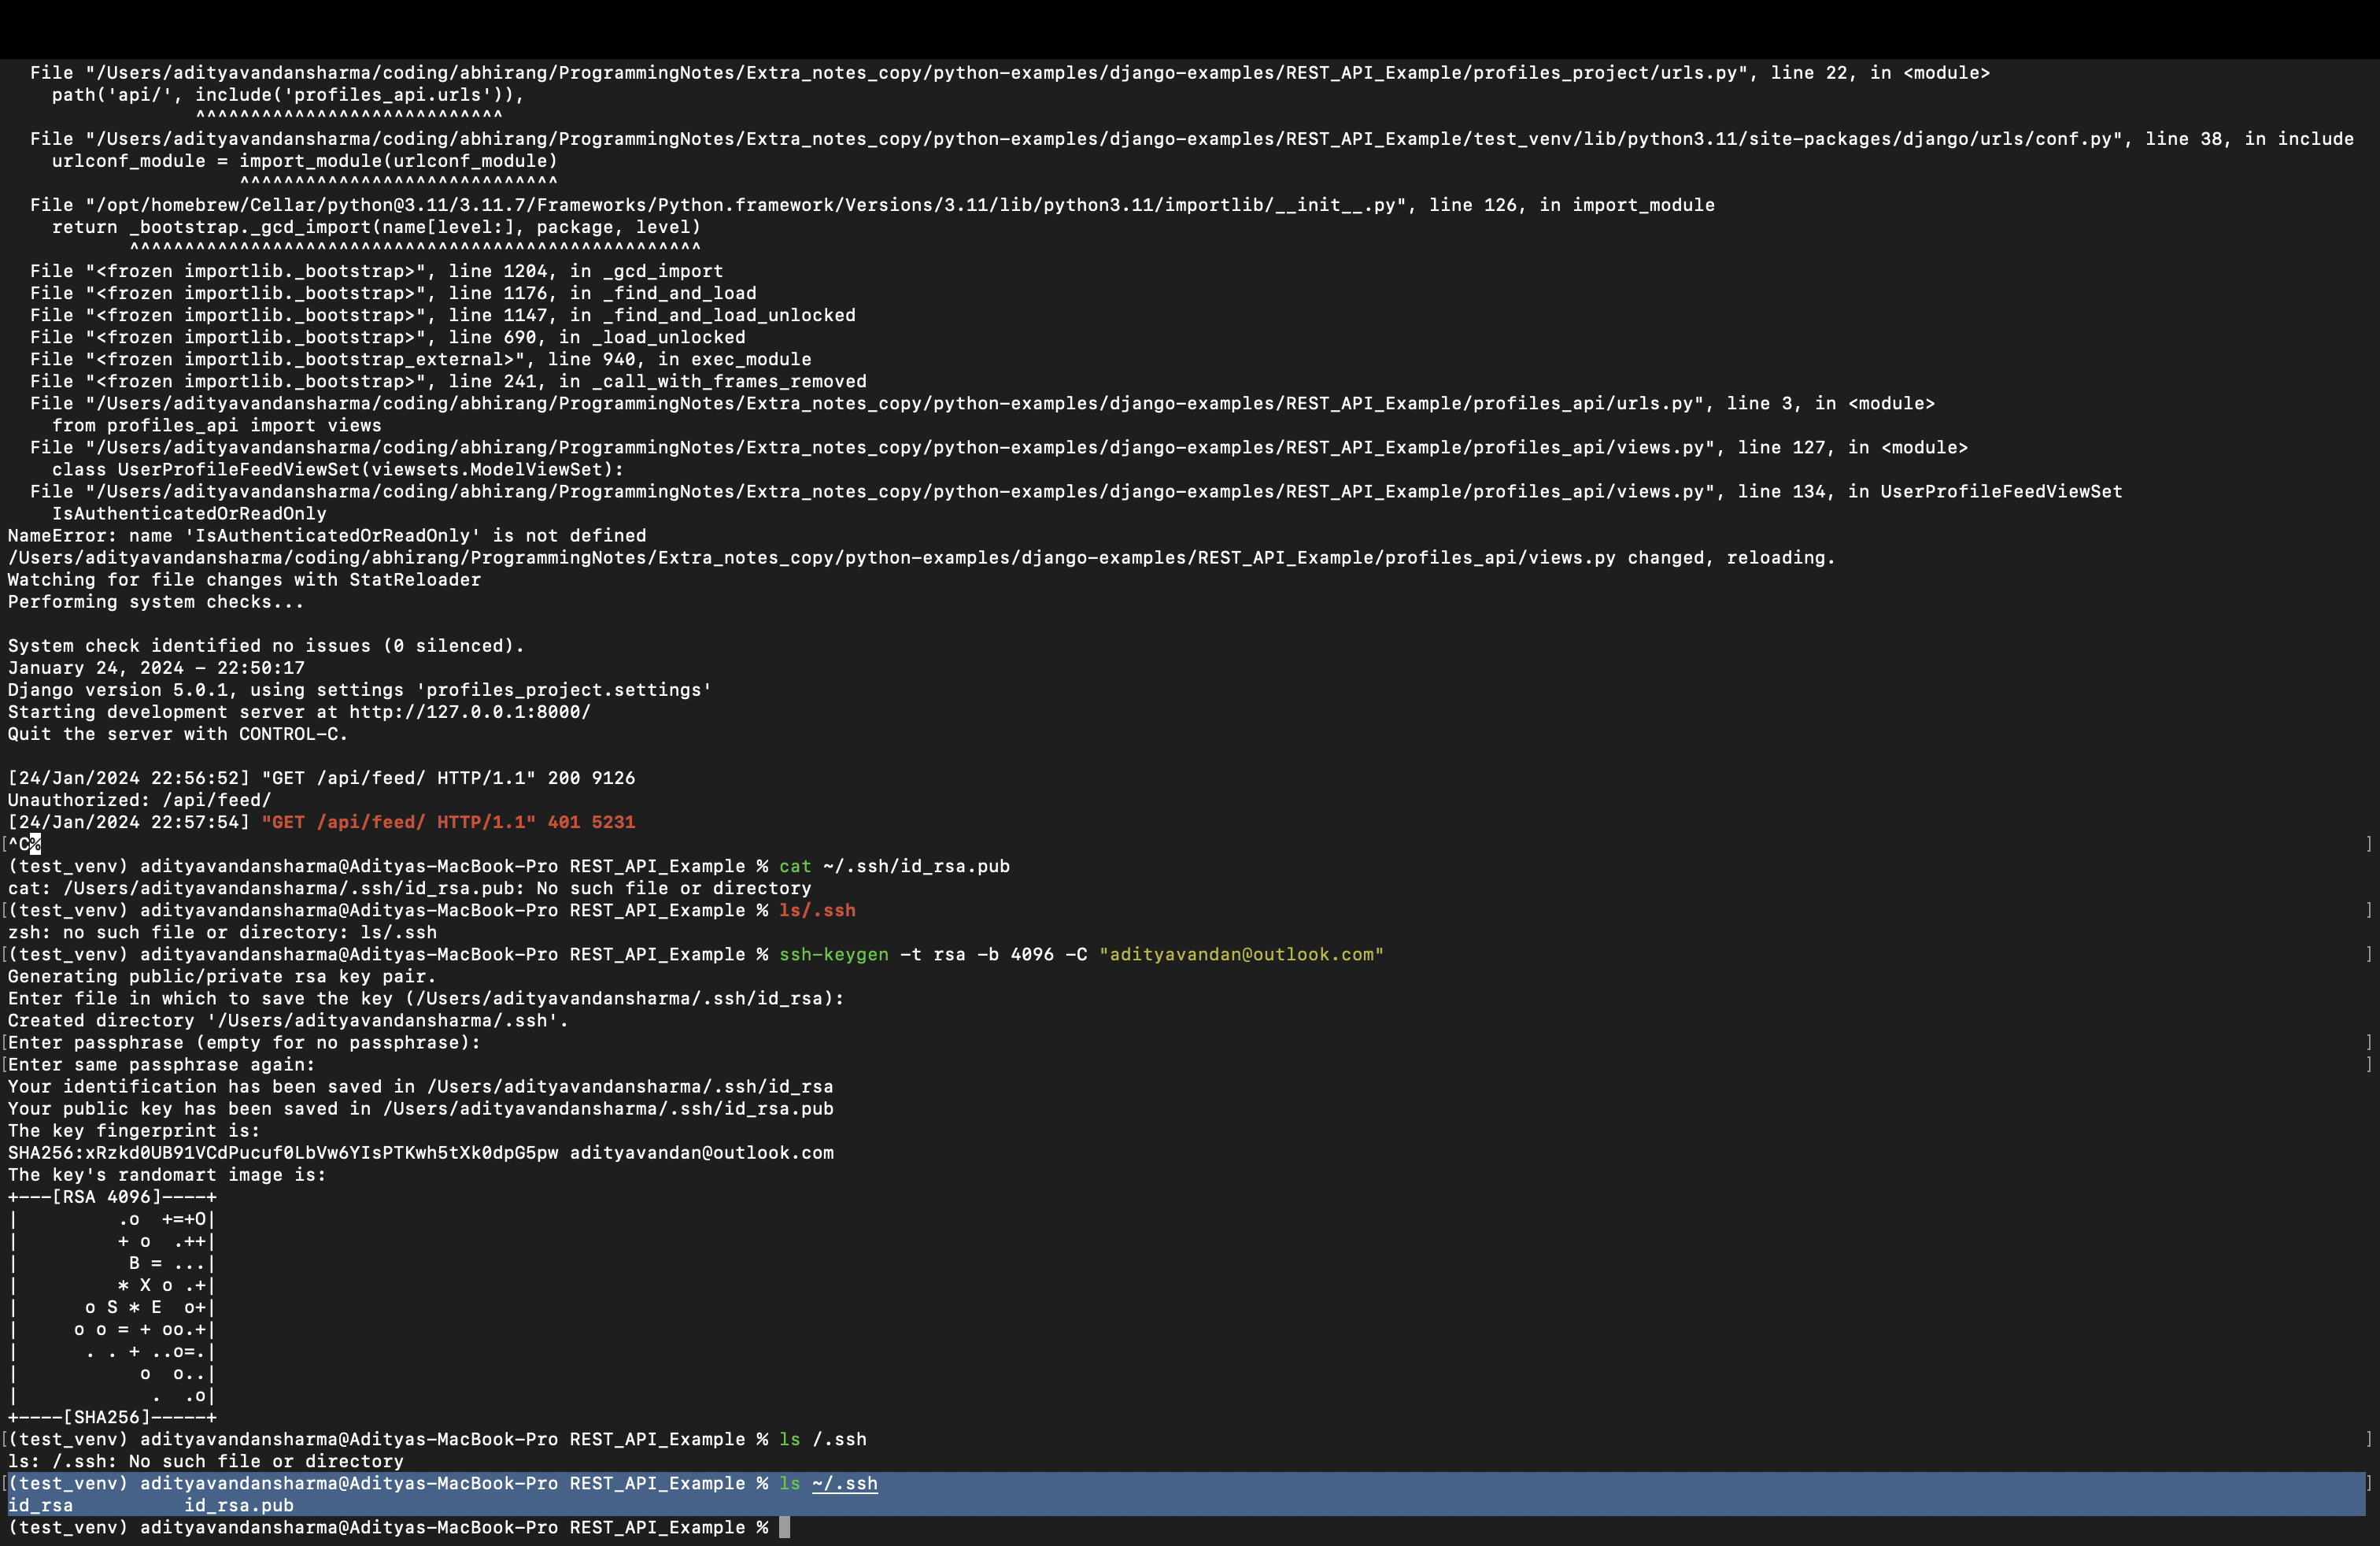 File "/Users/adityavandansharma/coding/abhirang/ProgrammingNotes/Extra_notes_copy/python-examples/django-examples/REST_API_Example/profiles_project/urls.py", line 22, in <module>
path('api/', include('profiles_api.urls')),
^^^^^^^^^^^^^^^^^^^^^^^^^^^^
File "/Users/adityavandansharma/coding/abhirang/ProgrammingNotes/Extra_notes_copy/python-examples/django-examples/REST_API_Example/test_venv/lib/python3.11/site-packages/django/urls/conf.py", line 38, in include
urlconf_module = import_module(urlconf_module)
^^^^^^^^^^^^^^^^^^^^^^^^^^^^^
File "/opt/homebrew/Cellar/python@3.11/3.11.7/Frameworks/Python.framework/Versions/3.11/lib/python3.11/importlib/__init__.py", line 126, in import_module
return _bootstrap._gcd_import(name[level:], package, level)
^^^^^^^^^^^^^^^^^^^^^^^^^^^^^^^^^^^^^^^^^^^^^^^^^^^^
File "<frozen importlib._bootstrap>", line 1204, in _gcd_import
File "<frozen importlib._bootstrap>", line 1176, in _find_and_load
File "<frozen importlib._bootstrap>", line 1147, in _find_and_load_unlocked
File "<frozen importlib._bootstrap>", line 690, in _load_unlocked
File "<frozen importlib._bootstrap_external>", line 940, in exec_module
File "<frozen importlib._bootstrap>", line 241, in _call_with_frames_removed
File "/Users/adityavandansharma/coding/abhirang/ProgrammingNotes/Extra_notes_copy/python-examples/django-examples/REST_API_Example/profiles_api/urls.py", line 3, in <module>
from profiles_api import views
File "/Users/adityavandansharma/coding/abhirang/ProgrammingNotes/Extra_notes_copy/python-examples/django-examples/REST_API_Example/profiles_api/views.py", line 127, in <module>
class UserProfileFeedViewSet(viewsets.ModelViewSet):
File "/Users/adityavandansharma/coding/abhirang/ProgrammingNotes/Extra_notes_copy/python-examples/django-examples/REST_API_Example/profiles_api/views.py", line 134, in UserProfileFeedViewSet
IsAuthenticatedOrReadOnly
NameError: name 'IsAuthenticatedOrReadOnly' is not defined
/Users/adityavandansharma/coding/abhirang/ProgrammingNotes/Extra_notes_copy/python-examples/django-examples/REST_API_Example/profiles_api/views.py changed, reloading.
Watching for file changes with StatReloader
Performing system checks...
System check identified no issues (0 silenced).
January 24, 2024 - 22:50:17
Django version 5.0.1, using settings 'profiles_project.settings'
Starting development server at http://127.0.0.1:8000/
Quit the server with CONTROL-C.
[24/Jan/2024 22:56:52] "GET /api/feed/ HTTP/1.1" 200 9126
Unauthorized: /api/feed/
[24/Jan/2024 22:57:54] "GET /api/feed/ HTTP/1.1" 401 5231
[^C% ]
(test_venv) adityavandansharma@Adityas-MacBook-Pro REST_API_Example % cat ~/.ssh/id_rsa.pub
cat: /Users/adityavandansharma/.ssh/id_rsa.pub: No such file or directory
[(test_venv) adityavandansharma@Adityas-MacBook-Pro REST_API_Example % ls/.ssh ]
zsh: no such file or directory: ls/.ssh
[(test_venv) adityavandansharma@Adityas-MacBook-Pro REST_API_Example % ssh-keygen -t rsa -b 4096 -C "adityavandan@outlook.com" ]
Generating public/private rsa key pair.
Enter file in which to save the key (/Users/adityavandansharma/.ssh/id_rsa):
Created directory '/Users/adityavandansharma/.ssh'.
[Enter passphrase (empty for no passphrase): ]
[Enter same passphrase again: ]
Your identification has been saved in /Users/adityavandansharma/.ssh/id_rsa
Your public key has been saved in /Users/adityavandansharma/.ssh/id_rsa.pub
The key fingerprint is:
SHA256:xRzkd0UB91VCdPucuf0LbVw6YIsPTKwh5tXk0dpG5pw adityavandan@outlook.com
The key's randomart image is:
+---[RSA 4096]----+
|         .o  +=+O|
|         + o  .++|
|          B = ...|
|         * X o .+|
|      o S * E  o+|
|     o o = + oo.+|
|      . . + ..o=.|
|           o  o..|
|            .  .o|
+----[SHA256]-----+
[(test_venv) adityavandansharma@Adityas-MacBook-Pro REST_API_Example % ls /.ssh ]
ls: /.ssh: No such file or directory
[(test_venv) adityavandansharma@Adityas-MacBook-Pro REST_API_Example % ls ~/.ssh ]
id_rsa          id_rsa.pub
(test_venv) adityavandansharma@Adityas-MacBook-Pro REST_API_Example %